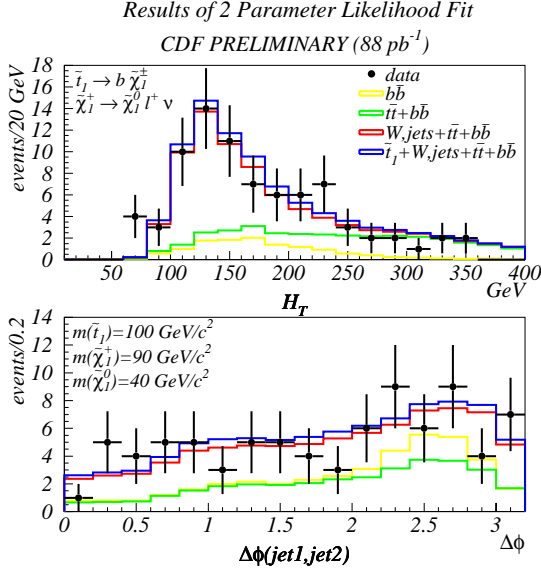 Results of 2 Parameter Likelihood Fit
CDF PRELIMINARY (88 pb⁻¹)
events/20 GeV
18
16
14
12
10
8
6
4
2
0
t̃₁→ b χ̃₁^±
χ̃₁⁺→ χ̃₁⁰ l⁺ ν
data
bb̄
tt̄+bb̄
W,jets+tt̄+bb̄
t̃₁+W,jets+tt̄+bb̄
50 100 150 200 250 300 350 400
GeV
H_T
events/0.2
14
12
10
8
6
4
2
0
m(t̃₁)=100 GeV/c²
m(χ̃₁⁺)=90 GeV/c²
m(χ̃₁⁰)=40 GeV/c²
0 0.5 1 1.5 2 2.5 3
Δϕ
Δϕ(jet1,jet2)